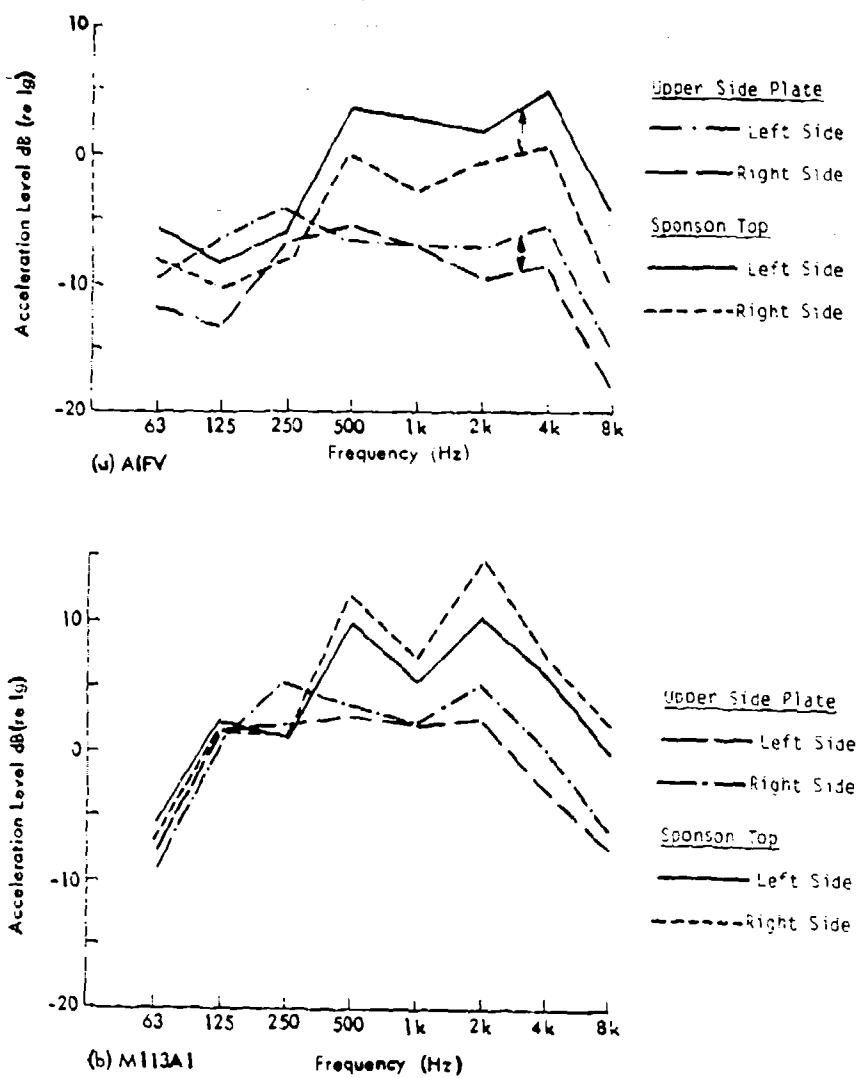 10
0
-10
-20
Acceleration Level dB (re 1g)
63 125 250 500 1k 2k 4k 8k
Frequency (Hz)
(a) AIFV
Upper Side Plate
Left Side
Right Side
Sponson Top
Left Side
Right Side
10
0
-10
-20
Acceleration Level dB(re 1g)
63 125 250 500 1k 2k 4k 8k
(b) M113A1 Frequency (Hz)
Upper Side Plate
Left Side
Right Side
Sponson Top
Left Side
Right Side